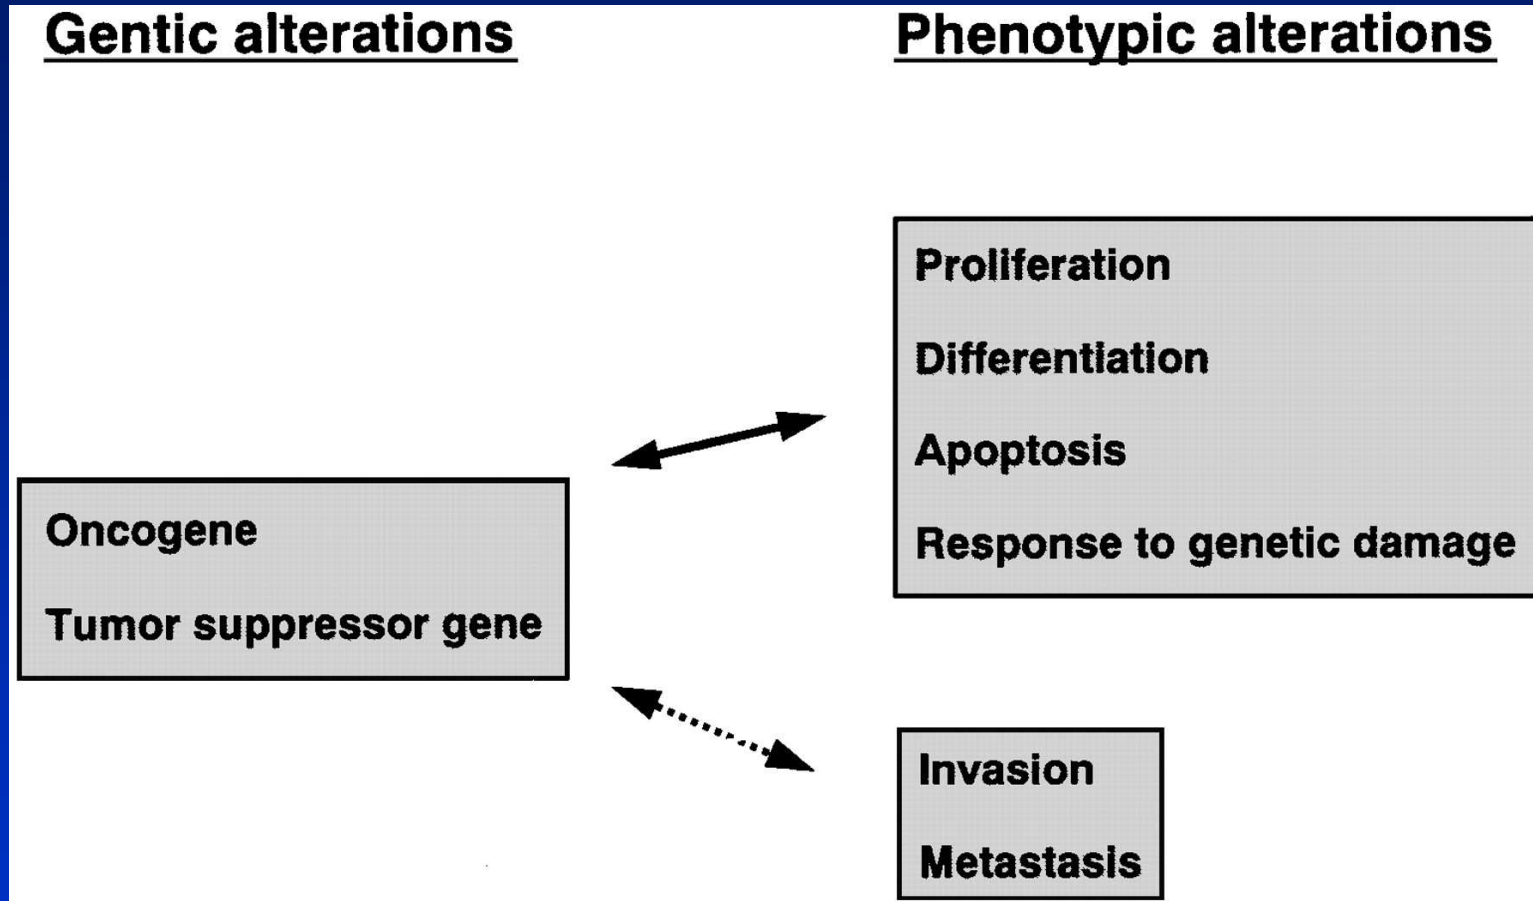 Gentic alterations
Oncogene
Tumor suppressor gene
Phenotypic alterations
Proliferation
Differentiation
Apoptosis
Response to genetic damage
Invasion
Metastasis